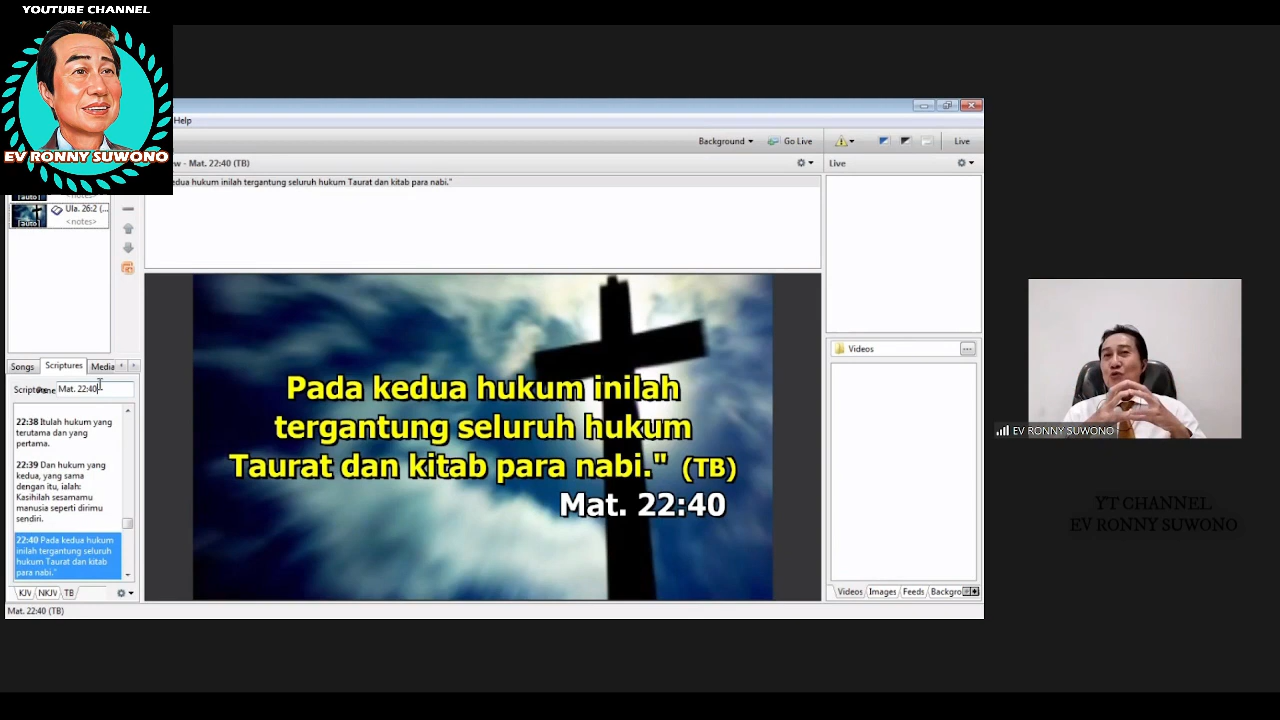 YOUTUBE CHANNEL
EV RONNY SUWONO
Help
Background
Go Live
Live
w - Mat. 22:40 (TB)
Live
edua hukum inilah tergantung seluruh hukum Taurat dan kitab para nabi."
[auto]
<notes>
Ula. 26:2 (...
[auto]
<notes>
Songs
Scriptures
Media
Mat. 22:40
22:38 Itulah hukum yang
terutama dan yang
pertama.
22:39 Dan hukum yang
kedua, yang sama
dengan itu, ialah:
Kasihilah sesamamu
manusia seperti dirimu
sendiri.
22:40 Pada kedua hukum
inilah tergantung seluruh
hukum Taurat dan kitab
para nabi."
KJV
NKJV
TB
Mat. 22:40 (TB)
Pada kedua hukum inilah
tergantung seluruh hukum
Taurat dan kitab para nabi." (TB)
Mat. 22:40
Videos
Videos
Images
Feeds
Backgro
EV RONNY SUWONO
YT CHANNEL
EV RONNY SUWONO